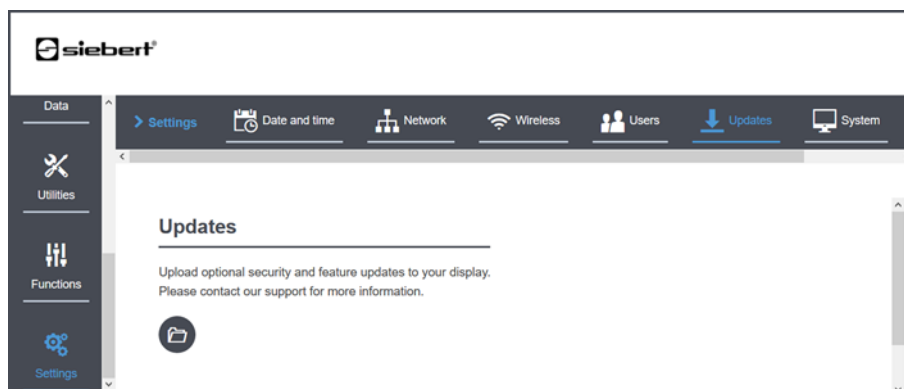 siebert®
Data
Utilities
Functions
Settings
Settings
Date and time
Network
Wireless
Users
Updates
System
Updates
Upload optional security and feature updates to your display.
Please contact our support for more information.